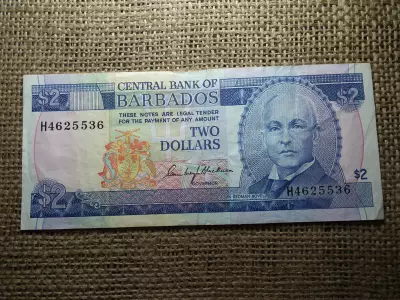 CENTRAL BANK OF
BARBADOS
$2
$2
THESE NOTES ARE LEGAL TENDER
FOR THE PAYMENT OF ANY AMOUNT
H4625536
TWO
DOLLARS
H4625536
$2
GOVERNOR
$2